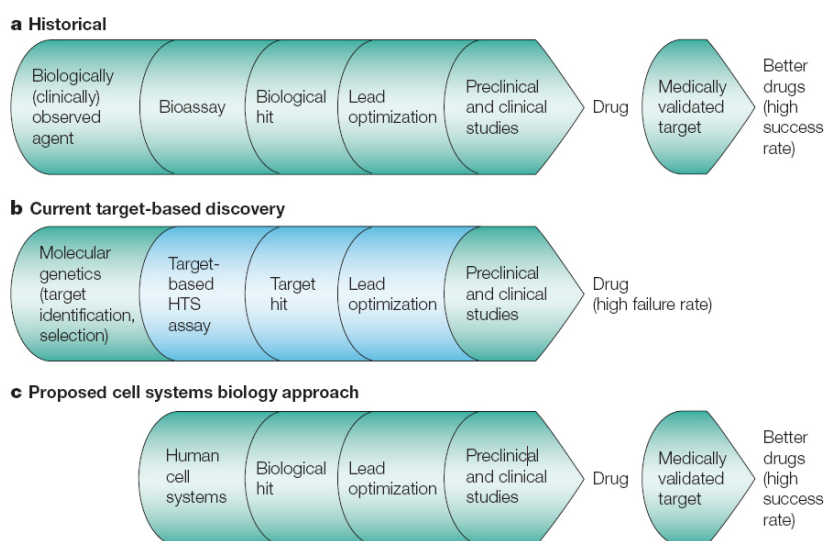 a Historical
Biologically
(clinically)
observed
agent
Bioassay
Biological
hit
Lead
optimization
Preclinical
and clinical
studies
Drug
Medically
validated
target
Better
drugs
(high
success
rate)
b Current target-based discovery
Molecular
genetics
(target
identification,
selection)
Target-
based
HTS
assay
Target
hit
Lead
optimization
Preclinical
and clinical
studies
Drug
(high failure rate)
c Proposed cell systems biology approach
Human
cell
systems
Biological
hit
Lead
optimization
Preclinical
and clinical
studies
Drug
Medically
validated
target
Better
drugs
(high
success
rate)